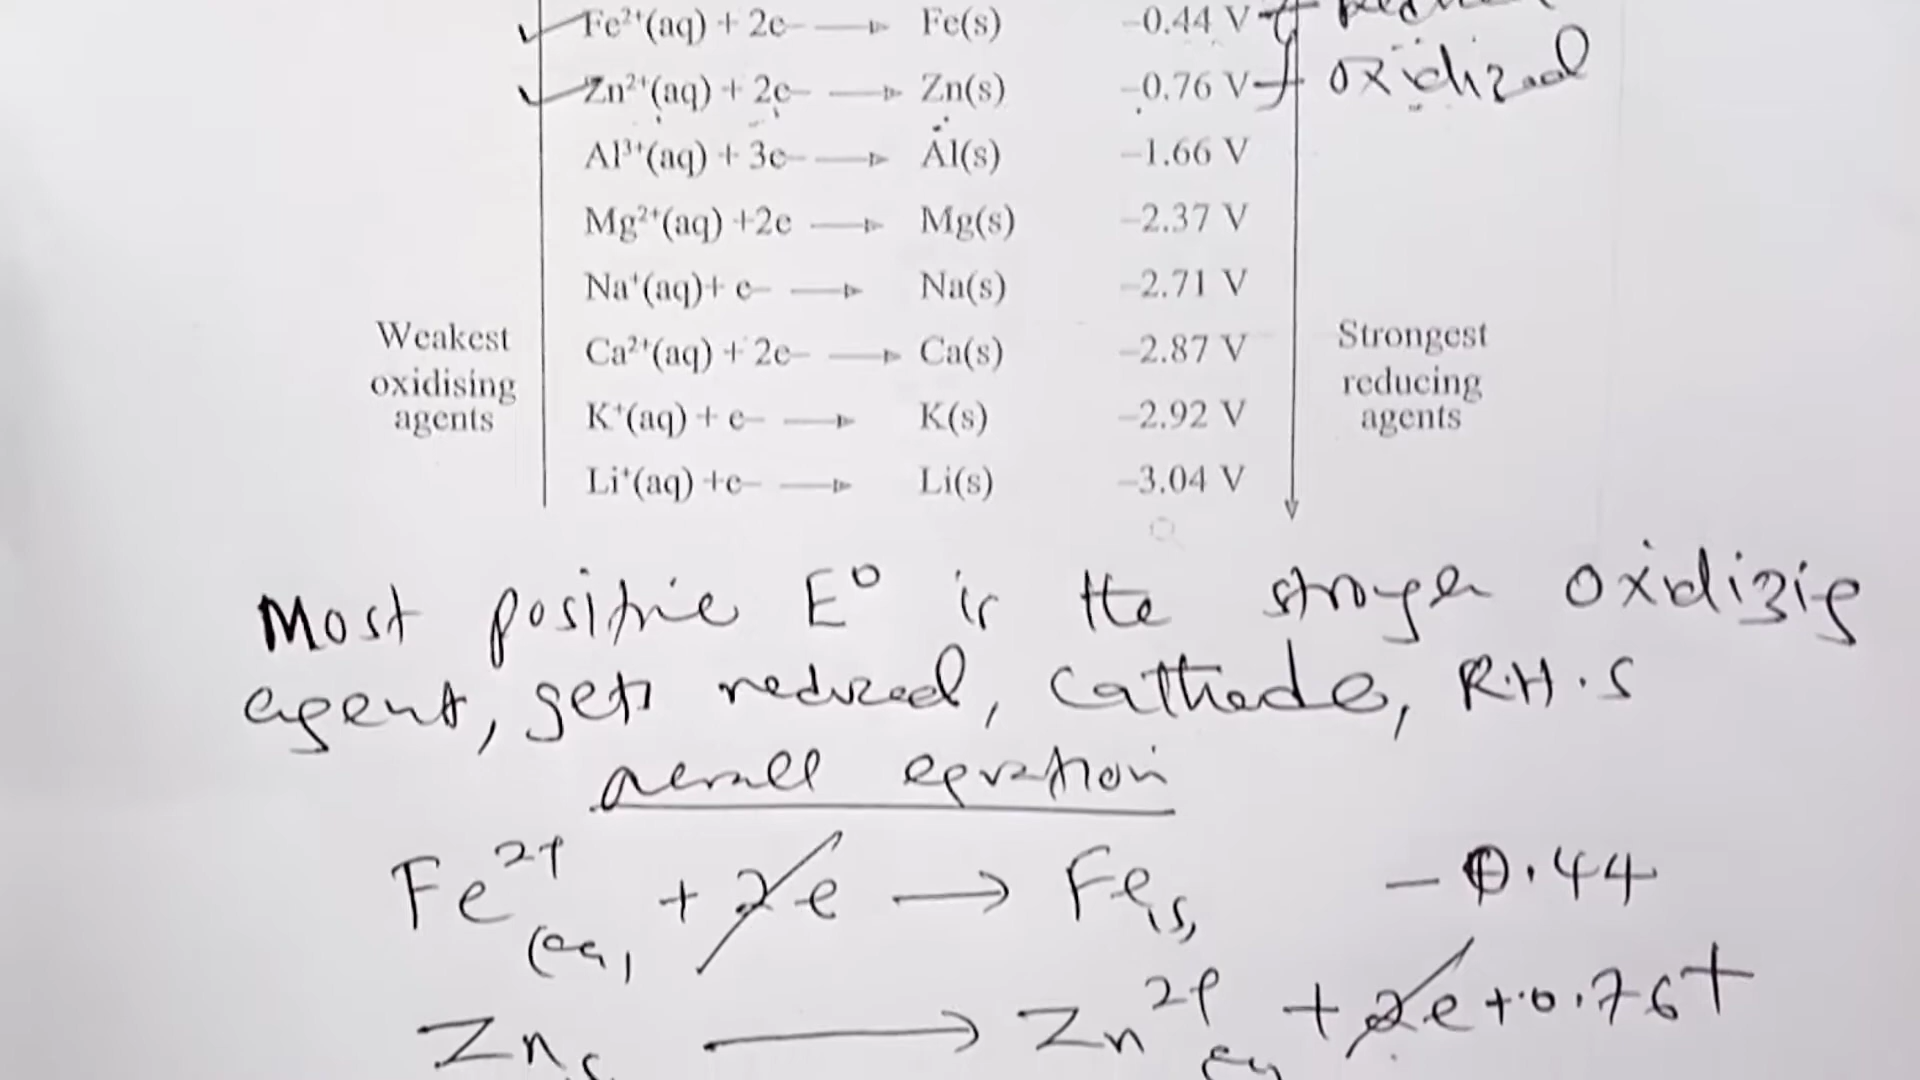 Fe²⁺(aq) + 2e- → Fe(s) -0.44 V
Zn²⁺(aq) + 2e- → Zn(s) -0.76 V oxidized
Al³⁺(aq) + 3e- → Al(s) -1.66 V
Mg²⁺(aq) +2e → Mg(s) -2.37 V
Na⁺(aq)+ e- → Na(s) -2.71 V
Ca²⁺(aq) + 2e- → Ca(s) -2.87 V
K⁺(aq) + e- → K(s) -2.92 V
Li⁺(aq) +e- → Li(s) -3.04 V
Weakest
oxidising
agents
Strongest
reducing
agents
Most positive E⁰ is the stronger oxidizing
agent, gets reduced, cathode, R.H.S
overall equation
Fe²⁺(aq) + 2e → Fe(s) - 0.44
Zn(s) → Zn²⁺(aq) + 2e +0.76 +